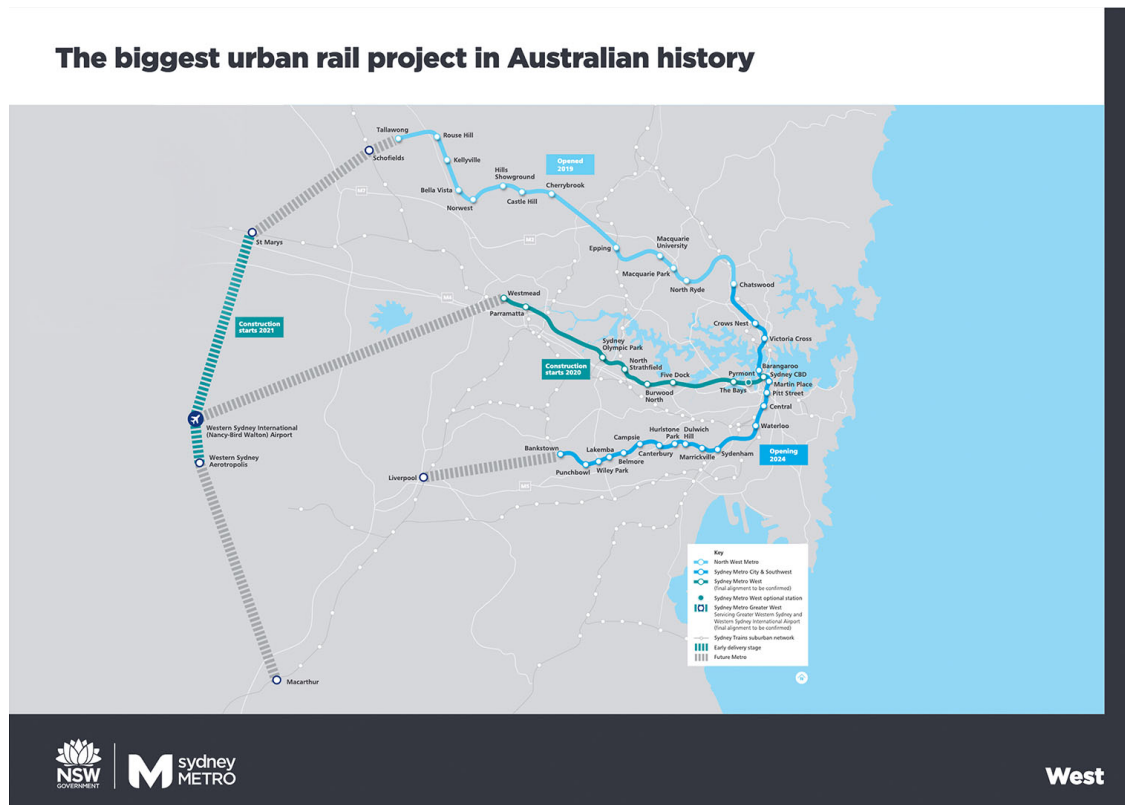 The biggest urban rail project in Australian history
Tallawong
Rouse Hill
Schofields
Kellyville
Opened
2019
Hills
Showground
Cherrybrook
Bella Vista
Castle Hill
Norwest
M7
St Marys
M2
Epping
Macquarie
University
Macquarie Park
North Ryde
Chatswood
Westmead
M4
Parramatta
Construction
starts 2021
Crows Nest
Victoria Cross
Sydney
Olympic Park
North
Strathfield
Construction
starts 2020
Five Dock
Pyrmont
Barangaroo
Sydney CBD
Martin Place
The Bays
Pitt Street
Burwood
North
Central
Western Sydney International
(Nancy-Bird Walton) Airport
Waterloo
Hurlstone
Park
Dulwich
Hill
Campsie
Lakemba
Bankstown
Canterbury
Marrickville
Sydenham
Belmore
Wiley Park
Punchbowl
Opening
2024
Western Sydney
Aerotropolis
Liverpool
M5
Key
North West Metro
Sydney Metro City & Southwest
Sydney Metro West
(final alignment to be confirmed)
Sydney Metro West optional station
Sydney Metro Greater West
Servicing Greater Western Sydney and
Western Sydney International Airport
(final alignment to be confirmed)
Sydney Trains suburban network
Early delivery stage
Future Metro
Macarthur
NSW
GOVERNMENT
sydney
METRO
West